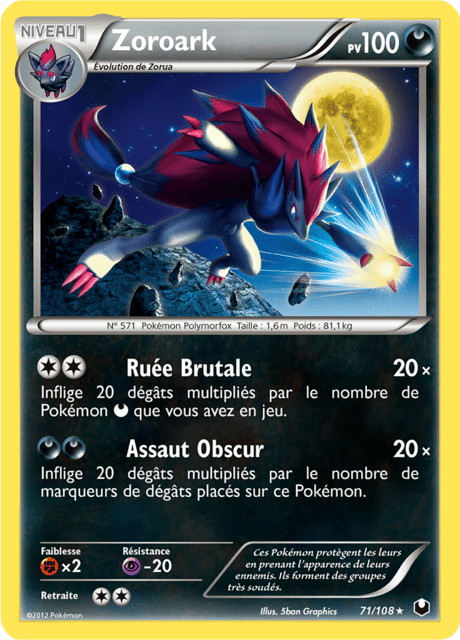 NIVEAU 1
Zoroark
PV 100
Évolution de Zorua
N° 571 Pokémon Polymorfox Taille : 1,6m Poids : 81,1kg
Ruée Brutale 20×
Inflige 20 dégâts multipliés par le nombre de
Pokémon que vous avez en jeu.
Assaut Obscur 20×
Inflige 20 dégâts multipliés par le nombre de
marqueurs de dégâts placés sur ce Pokémon.
Faiblesse
×2
Résistance
-20
Retraite
Ces Pokémon protègent les leurs
en prenant l'apparence de leurs
ennemis. Ils forment des groupes
très soudés.
©2012 Pokémon
Illus. 5ban Graphics
71/108 ★